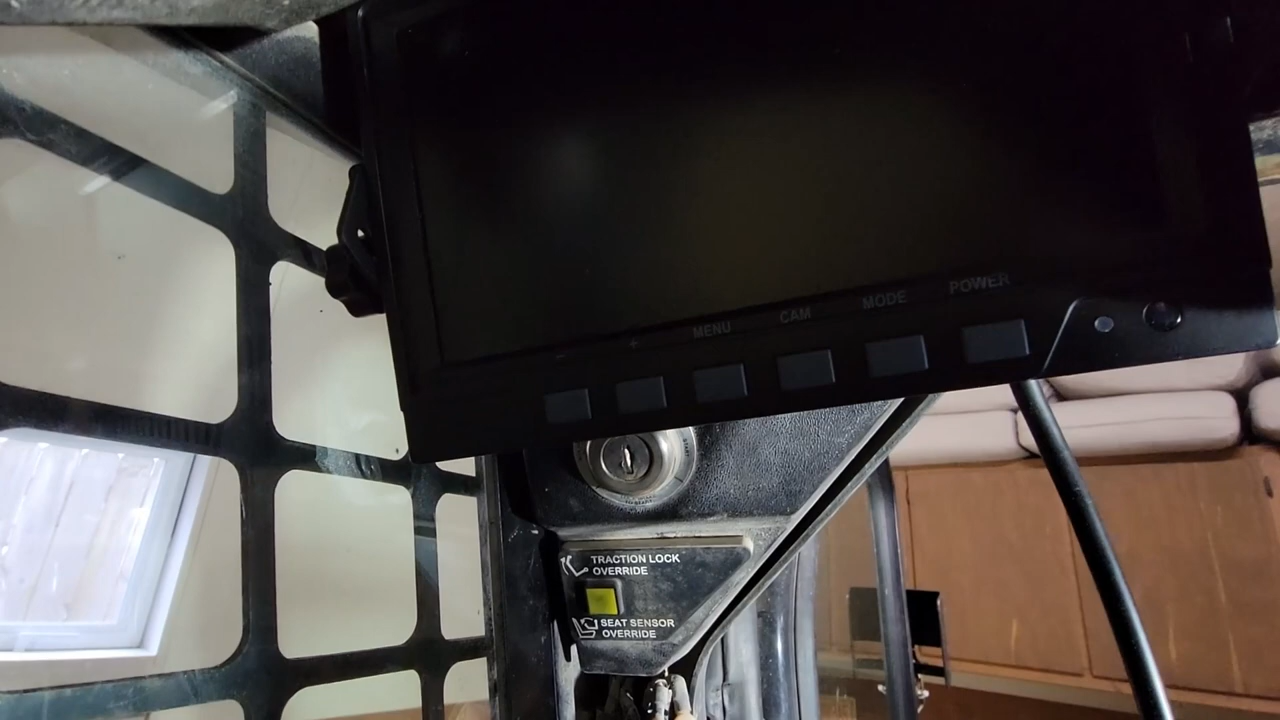 - + MENU CAM MODE POWER
TRACTION LOCK
OVERRIDE
SEAT SENSOR
OVERRIDE